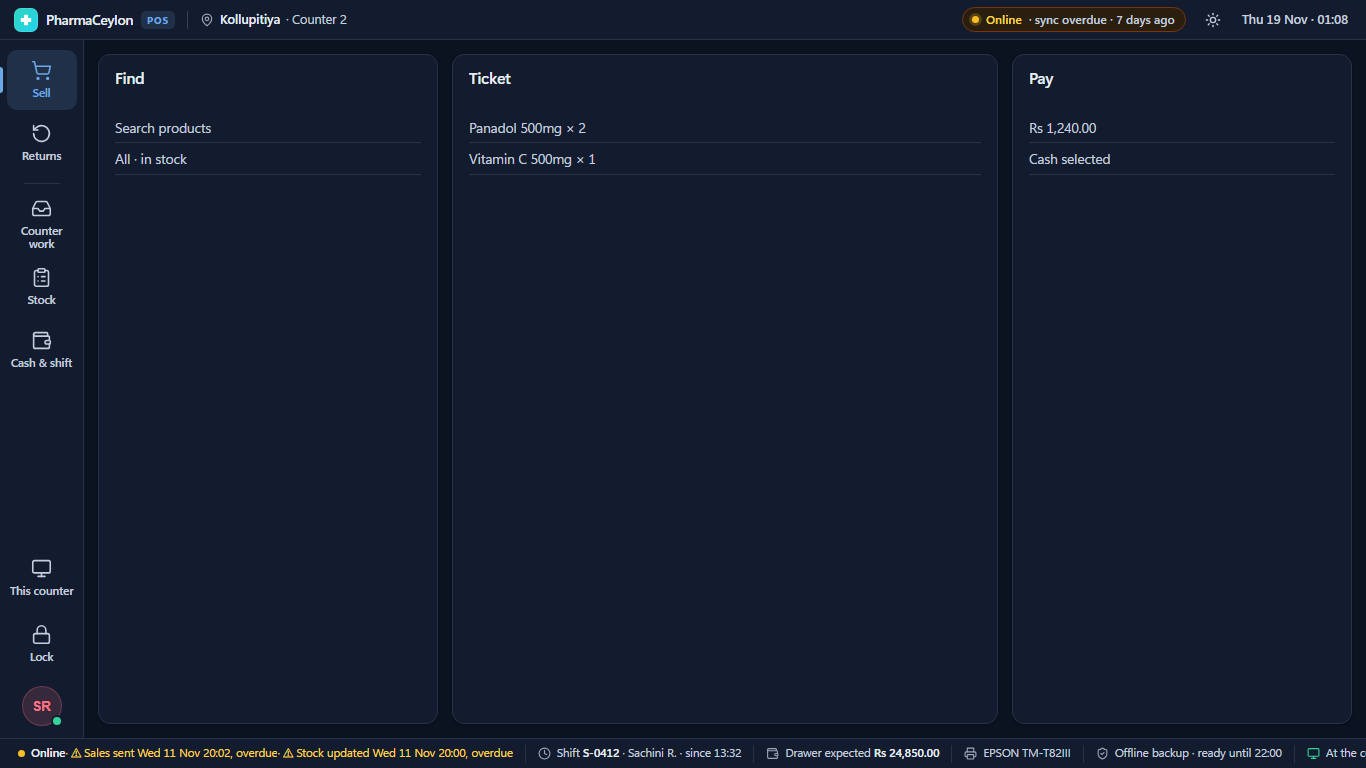 PharmaCeylon POS
Kollupitiya · Counter 2
Online · sync overdue · 7 days ago
Thu 19 Nov · 01:08
Sell
Returns
Counter
work
Stock
Cash & shift
This counter
Lock
SR
Find
Search products
All · in stock
Ticket
Panadol 500mg × 2
Vitamin C 500mg × 1
Pay
Rs 1,240.00
Cash selected
Online · ⚠ Sales sent Wed 11 Nov 20:02, overdue · ⚠ Stock updated Wed 11 Nov 20:00, overdue
Shift S-0412 · Sachini R. · since 13:32
Drawer expected Rs 24,850.00
EPSON TM-T82III
Offline backup · ready until 22:00
At the